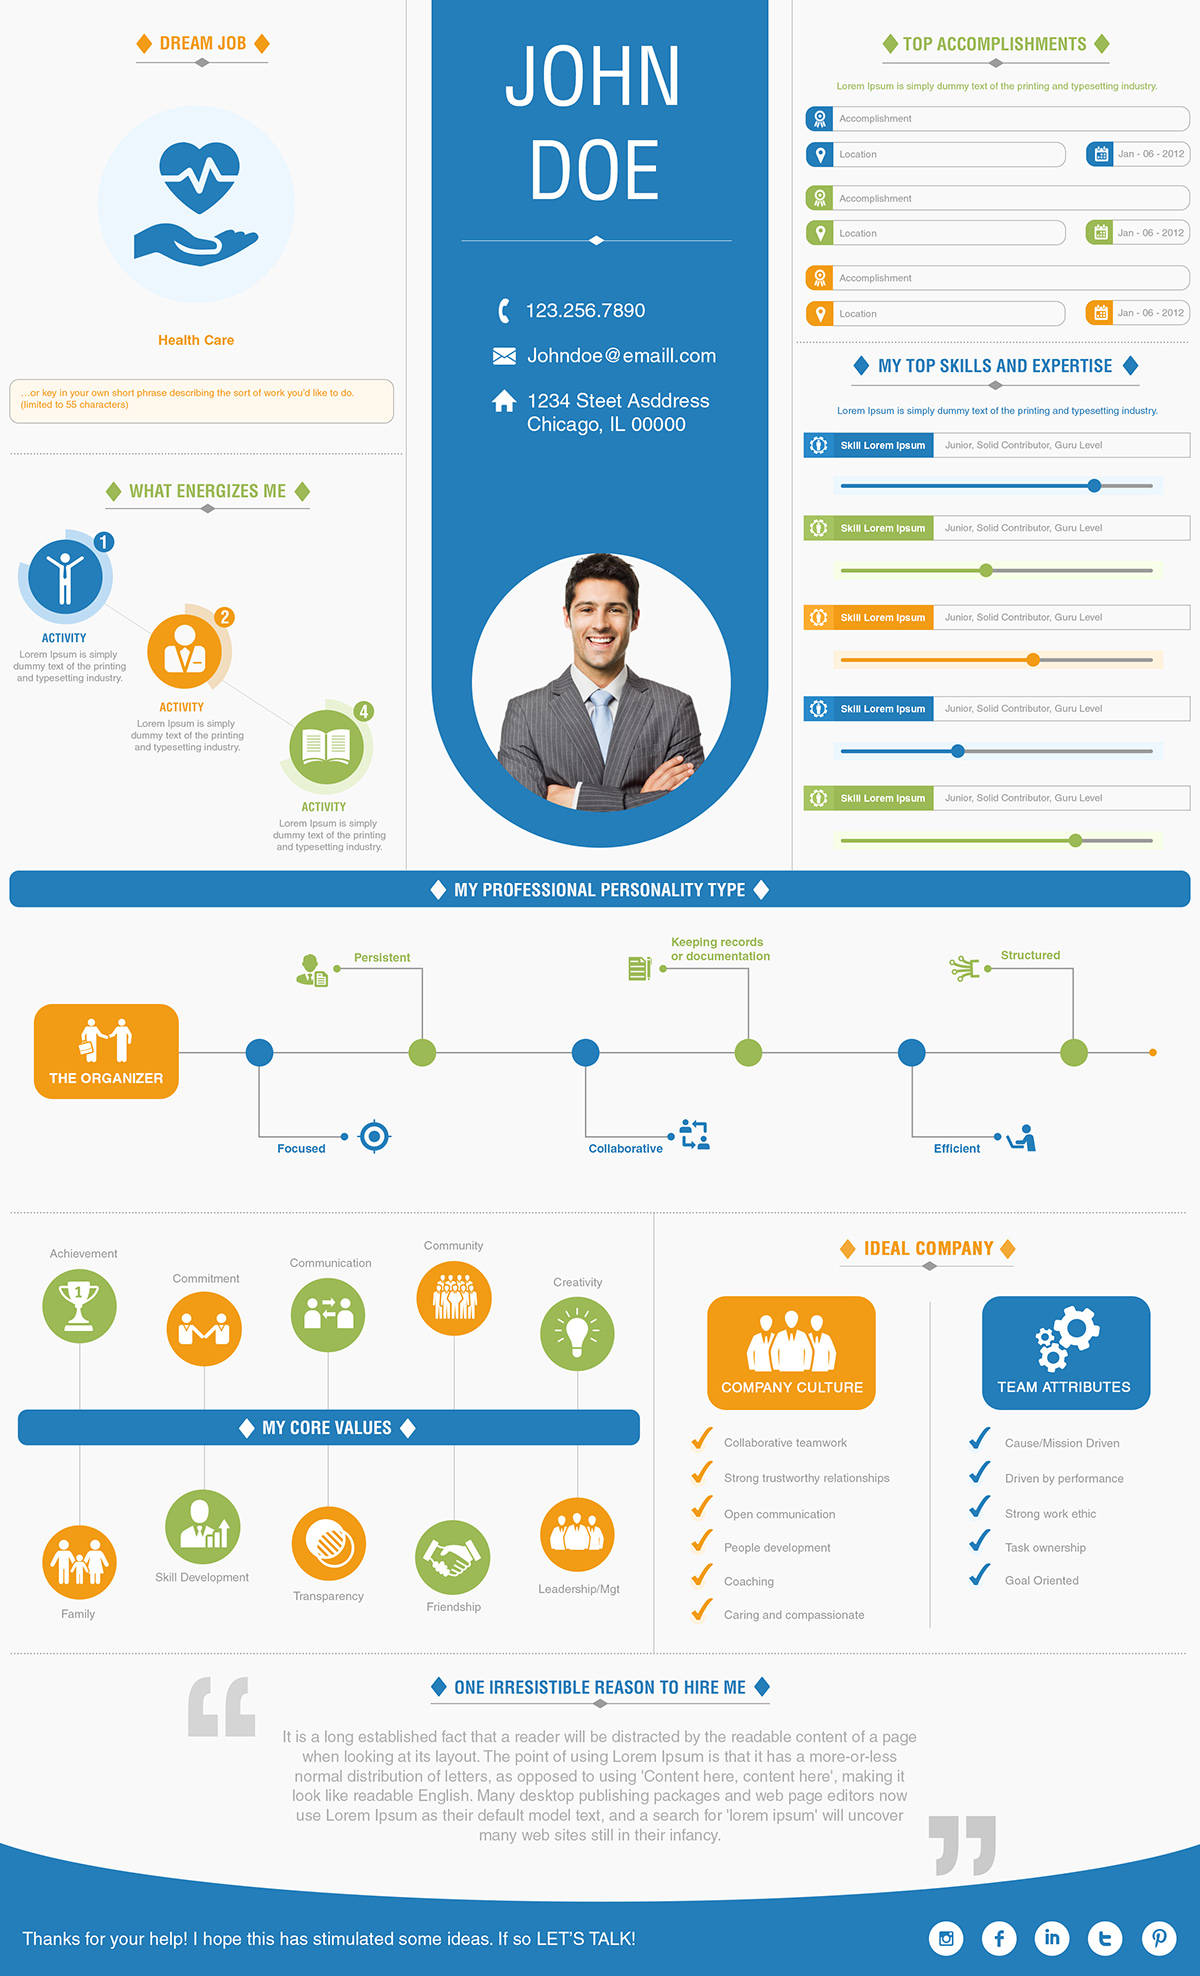 DREAM JOB
Health Care
...or key in your own short phrase describing the sort of work you'd like to do.
(limited to 55 characters)
WHAT ENERGIZES ME
1
ACTIVITY
Lorem Ipsum is simply
dummy text of the printing
and typesetting industry.
2
ACTIVITY
Lorem Ipsum is simply
dummy text of the printing
and typesetting industry.
4
ACTIVITY
Lorem Ipsum is simply
dummy text of the printing
and typesetting industry.
JOHN
DOE
123.256.7890
Johndoe@emaill.com
1234 Steet Asddress
Chicago, IL 00000
TOP ACCOMPLISHMENTS
Lorem Ipsum is simply dummy text of the printing and typesetting industry.
Accomplishment
Location
Jan - 06 - 2012
Accomplishment
Location
Jan - 06 - 2012
Accomplishment
Location
Jan - 06 - 2012
MY TOP SKILLS AND EXPERTISE
Lorem Ipsum is simply dummy text of the printing and typesetting industry.
Skill Lorem Ipsum Junior, Solid Contributor, Guru Level
Skill Lorem Ipsum Junior, Solid Contributor, Guru Level
Skill Lorem Ipsum Junior, Solid Contributor, Guru Level
Skill Lorem Ipsum Junior, Solid Contributor, Guru Level
Skill Lorem Ipsum Junior, Solid Contributor, Guru Level
MY PROFESSIONAL PERSONALITY TYPE
THE ORGANIZER
Persistent
Keeping records
or documentation
Structured
Focused
Collaborative
Efficient
Achievement
Commitment
Communication
Community
Creativity
1
MY CORE VALUES
Family
Skill Development
Transparency
Friendship
Leadership/Mgt
IDEAL COMPANY
COMPANY CULTURE
Collaborative teamwork
Strong trustworthy relationships
Open communication
People development
Coaching
Caring and compassionate
TEAM ATTRIBUTES
Cause/Mission Driven
Driven by performance
Strong work ethic
Task ownership
Goal Oriented
ONE IRRESISTIBLE REASON TO HIRE ME
“
It is a long established fact that a reader will be distracted by the readable content of a page
when looking at its layout. The point of using Lorem Ipsum is that it has a more-or-less
normal distribution of letters, as opposed to using 'Content here, content here', making it
look like readable English. Many desktop publishing packages and web page editors now
use Lorem Ipsum as their default model text, and a search for 'lorem ipsum' will uncover
many web sites still in their infancy.
”
Thanks for your help! I hope this has stimulated some ideas. If so LET'S TALK!
f
in
t
P